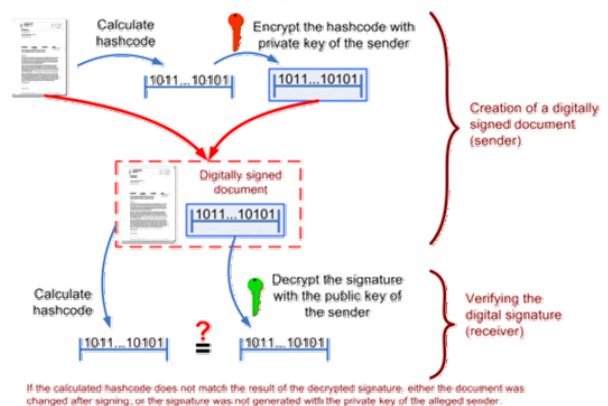 Calculate
hashcode
Encrypt the hashcode with
private key of the sender
1011...10101
1011...10101
Creation of a digitally
signed document
(sender)
Digitally signed
document
1011...10101
Calculate
hashcode
Decrypt the signature
with the public key of
the sender
Verifying the
digital signature
(receiver)
?
=
1011...10101
1011...10101
If the calculated hashcode does not match the result of the decrypted signature, either the document was
changed after signing, or the signature was not generated with the private key of the alleged sender.